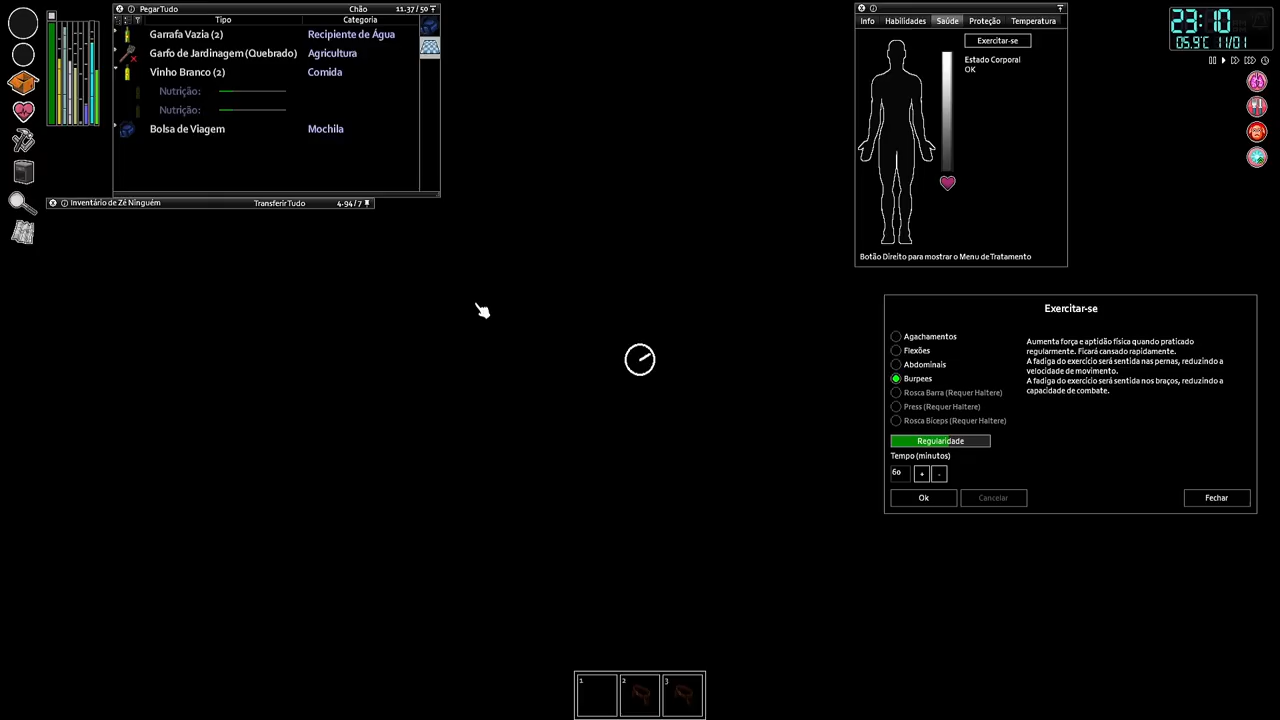 PegarTudo Chão 11.37 / 50
Tipo Categoria
Garrafa Vazia (2) Recipiente de Água
Garfo de Jardinagem (Quebrado) Agricultura
Vinho Branco (2) Comida
Nutrição:
Nutrição:
Bolsa de Viagem Mochila
Inventário de Zé Ninguém Transferir Tudo 4.94 / 7
Info Habilidades Saúde Proteção Temperatura
Exercitar-se
Estado Corporal
OK
Botão Direito para mostrar o Menu de Tratamento
23:10
05.9°C 11/01
Exercitar-se
Agachamentos
Flexões
Abdominais
Burpees
Rosca Barra (Requer Haltere)
Press (Requer Haltere)
Rosca Bíceps (Requer Haltere)
Aumenta força e aptidão física quando praticado
regularmente. Ficará cansado rapidamente.
A fadiga do exercício será sentida nas pernas, reduzindo a
velocidade de movimento.
A fadiga do exercício será sentida nos braços, reduzindo a
capacidade de combate.
Regularidade
Tempo (minutos)
60 + -
Ok Cancelar Fechar
1 2 3